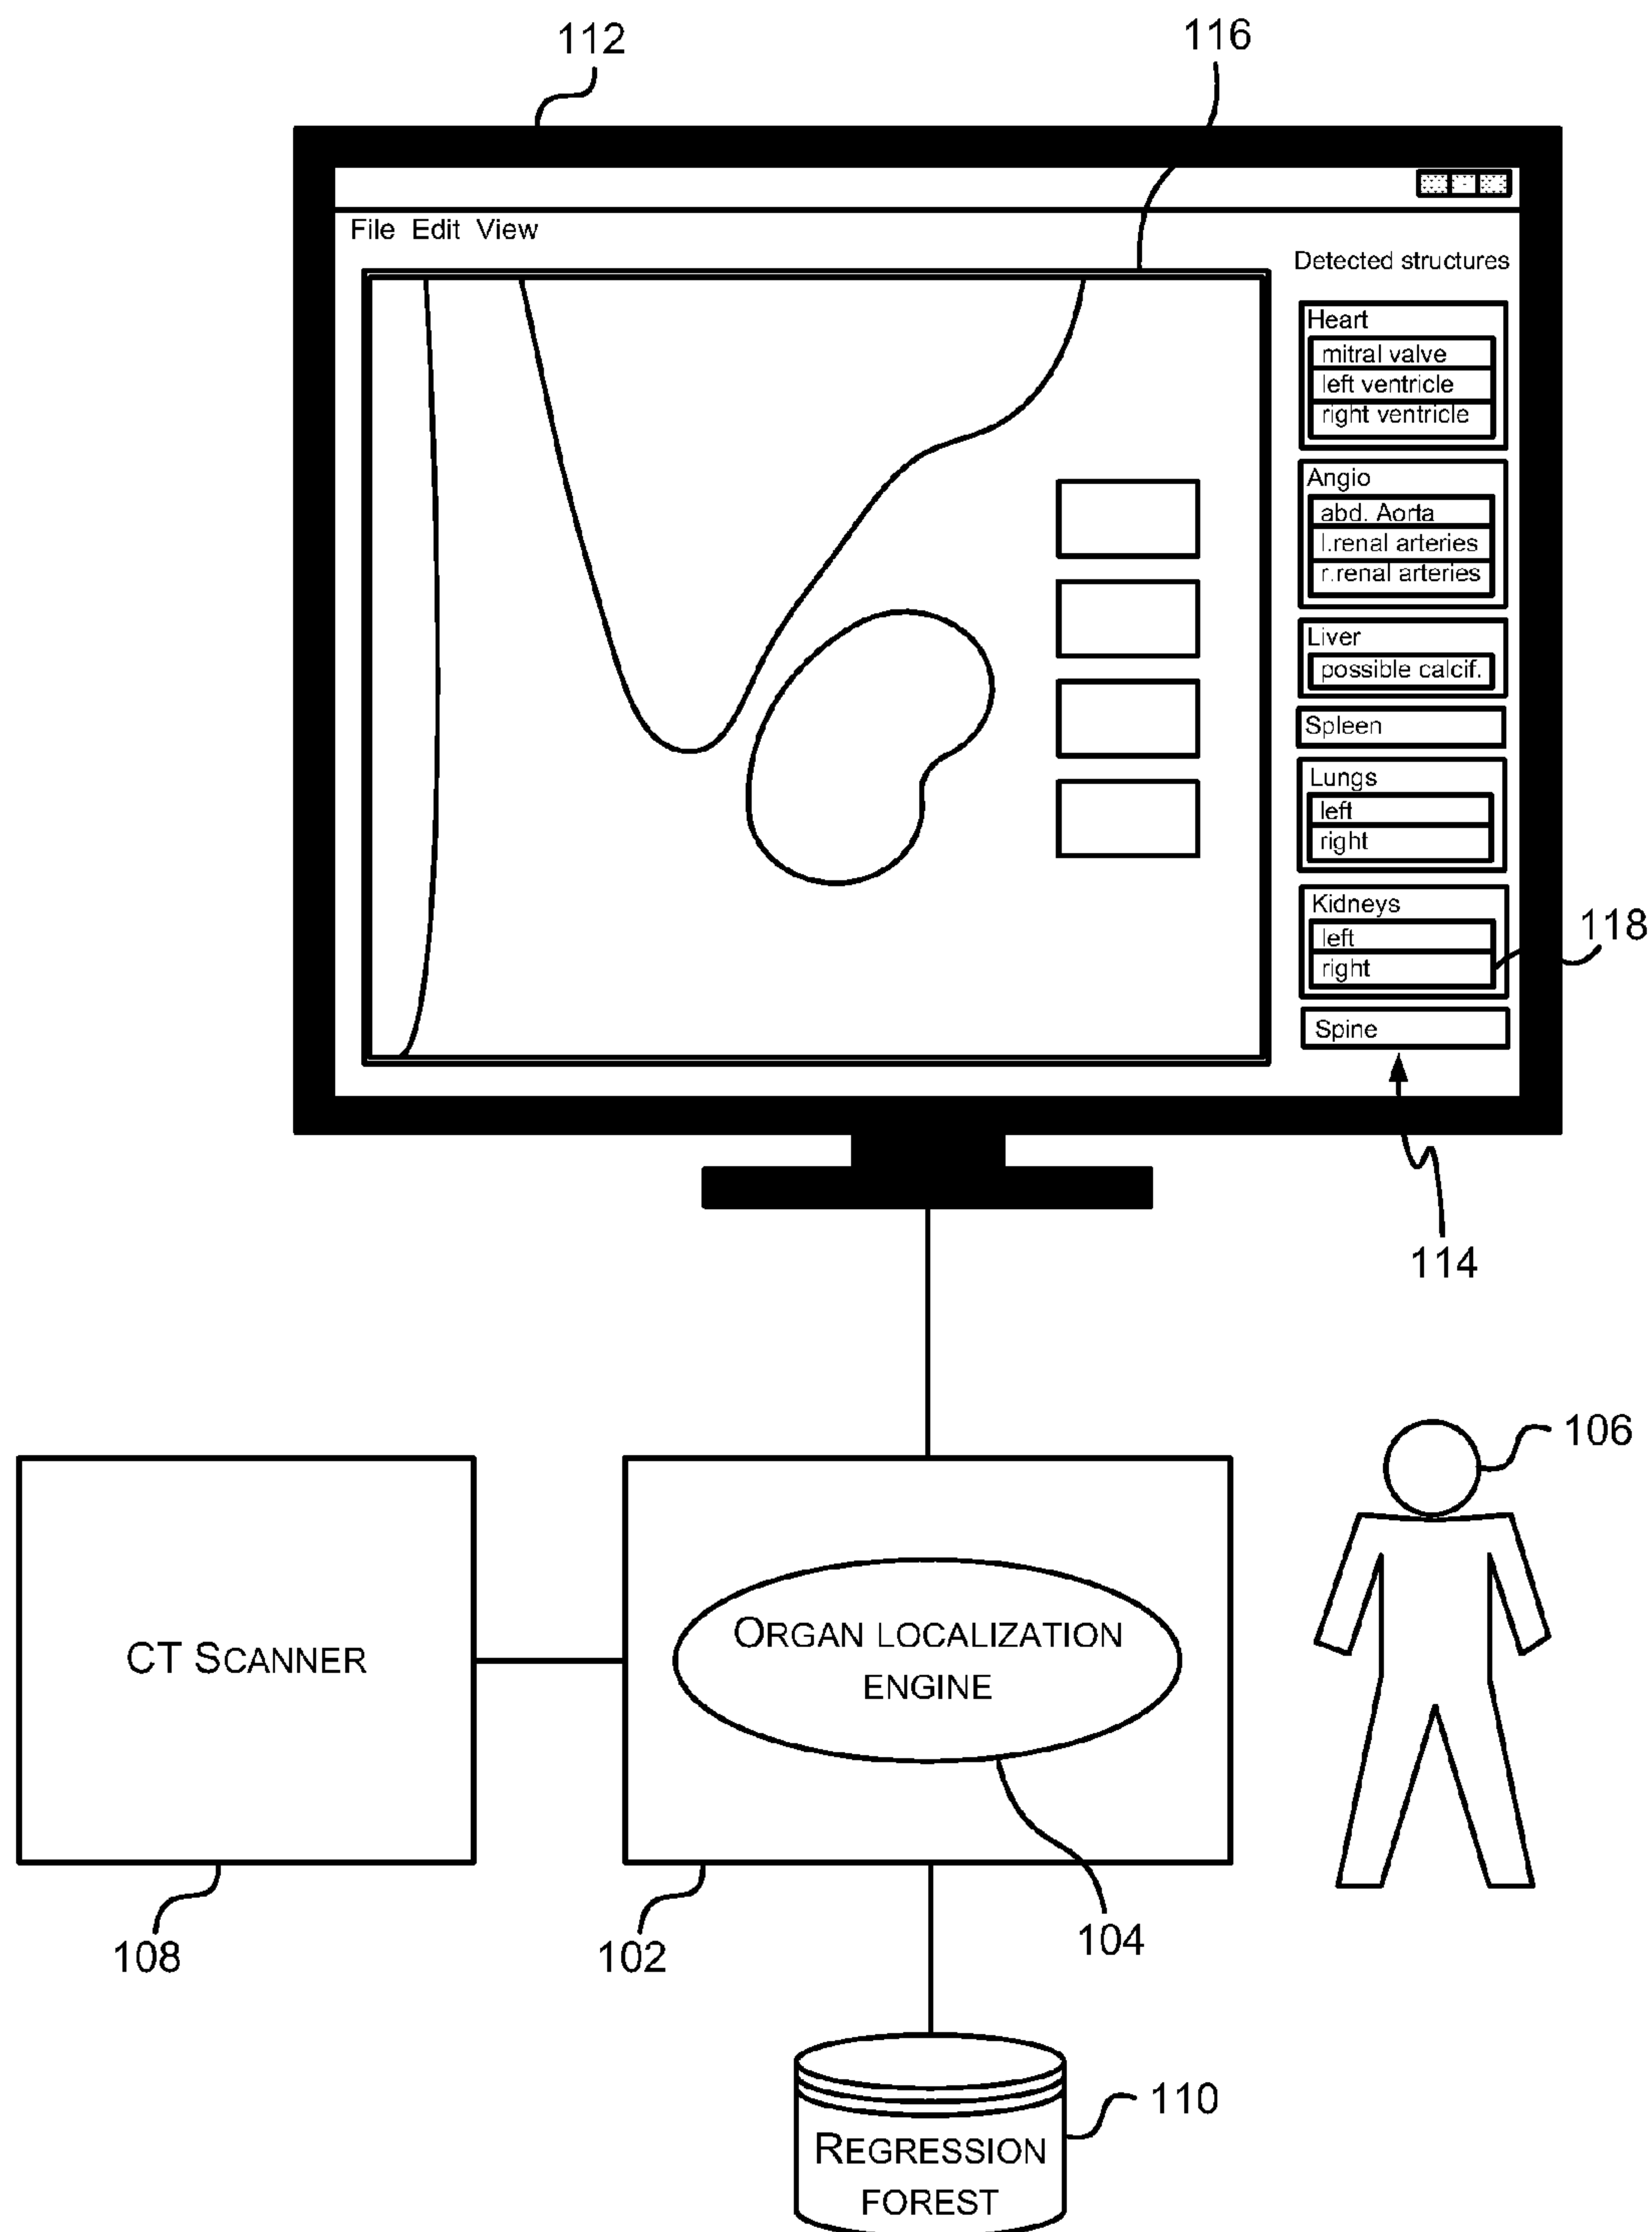 112
116
File Edit View
Detected structures
Heart
mitral valve
left ventricle
right ventricle
Angio
abd. Aorta
l.renal arteries
r.renal arteries
Liver
possible calcif.
Spleen
Lungs
left
right
Kidneys
left
right
118
Spine
114
106
CT SCANNER
ORGAN LOCALIZATION
ENGINE
108
102
104
110
REGRESSION
FOREST